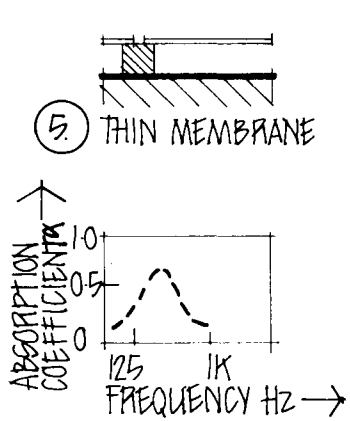 5. THIN MEMBRANE
ABSORPTION
COEFFICIENT α
1·0
0·5
0
125 1K
FREQUENCY HZ